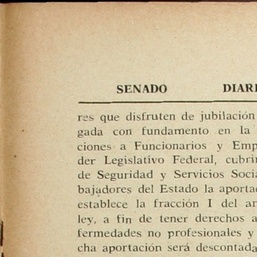 SENADO DIARI
res que disfruten de jubilación
gada con fundamento en la
ciones a Funcionarios y Emp
der Legislativo Federal, cubrir
de Seguridad y Servicios Socia
bajadores del Estado la aportac
establece la fracción I del ar
ley, a fin de tener derechos a
fermedades no profesionales y
cha aportación será descontada